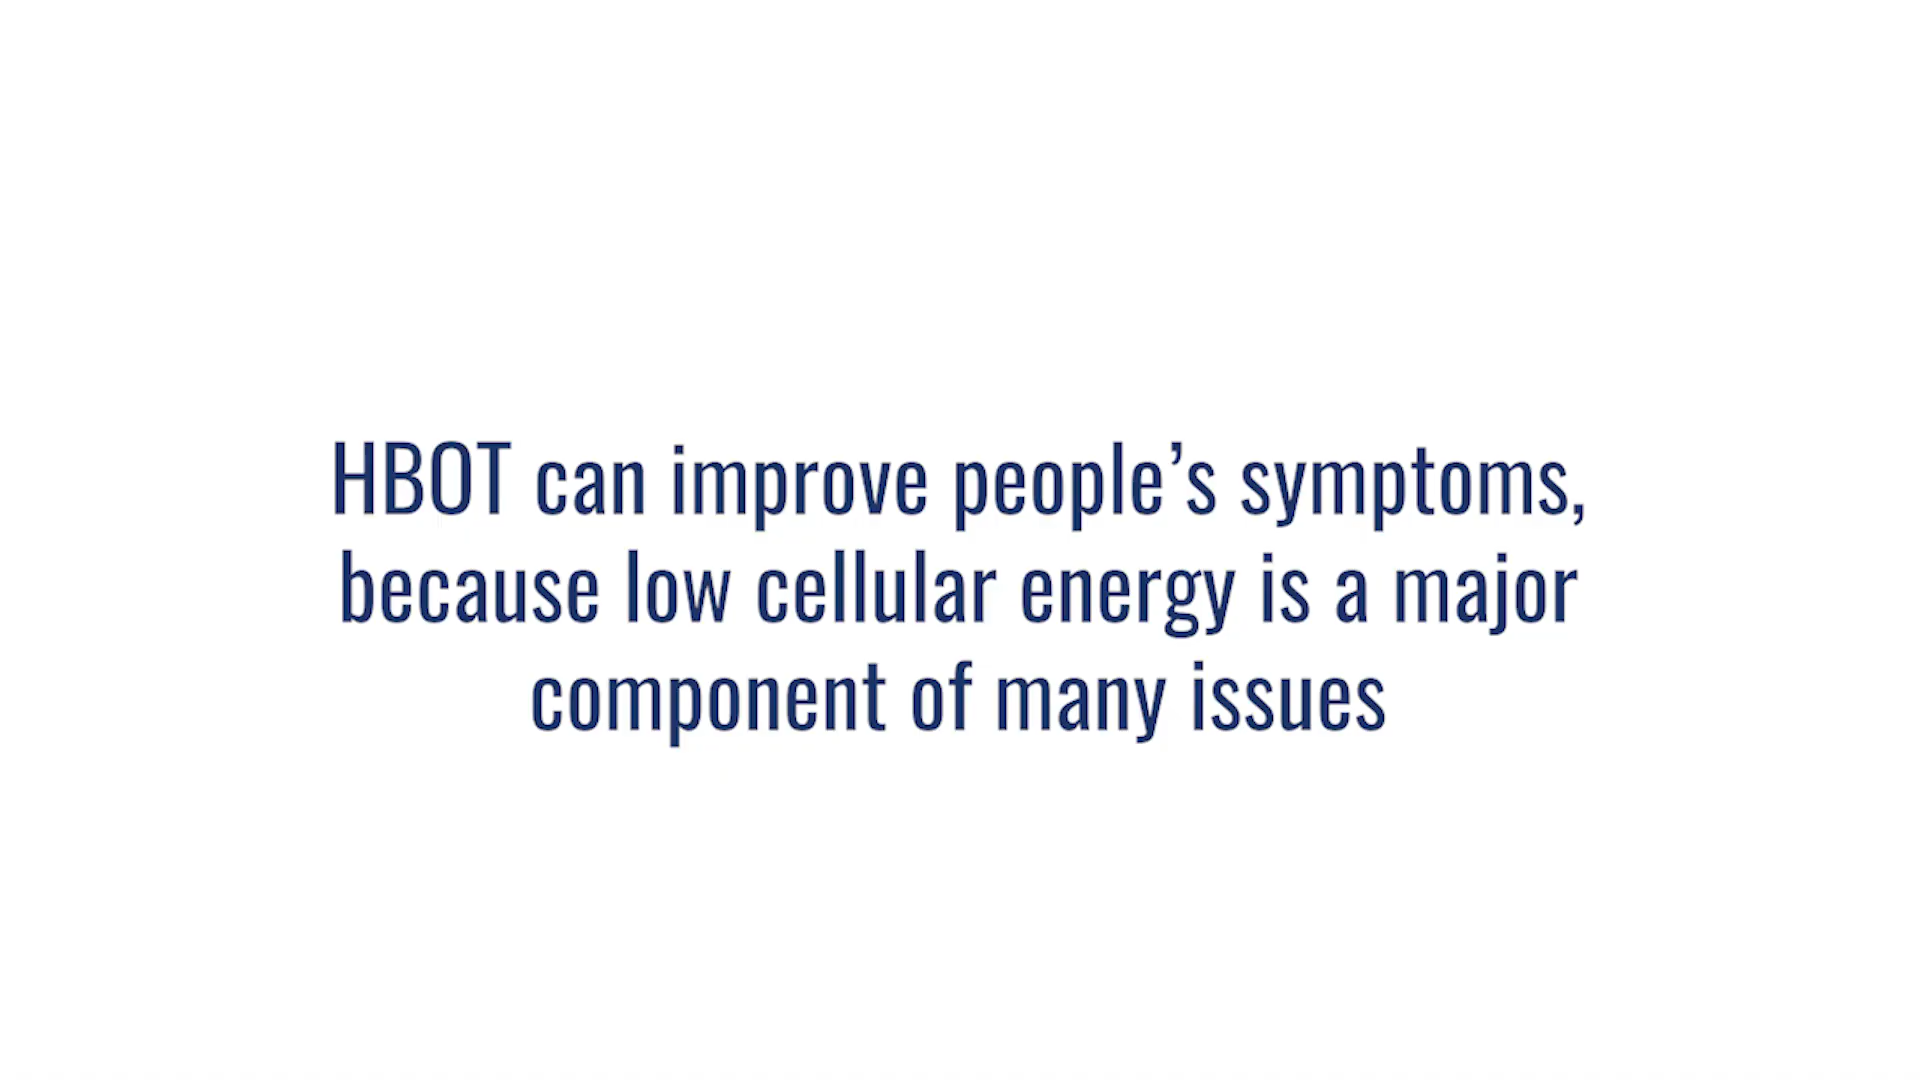 HBOT can improve people’s symptoms,
because low cellular energy is a major
component of many issues